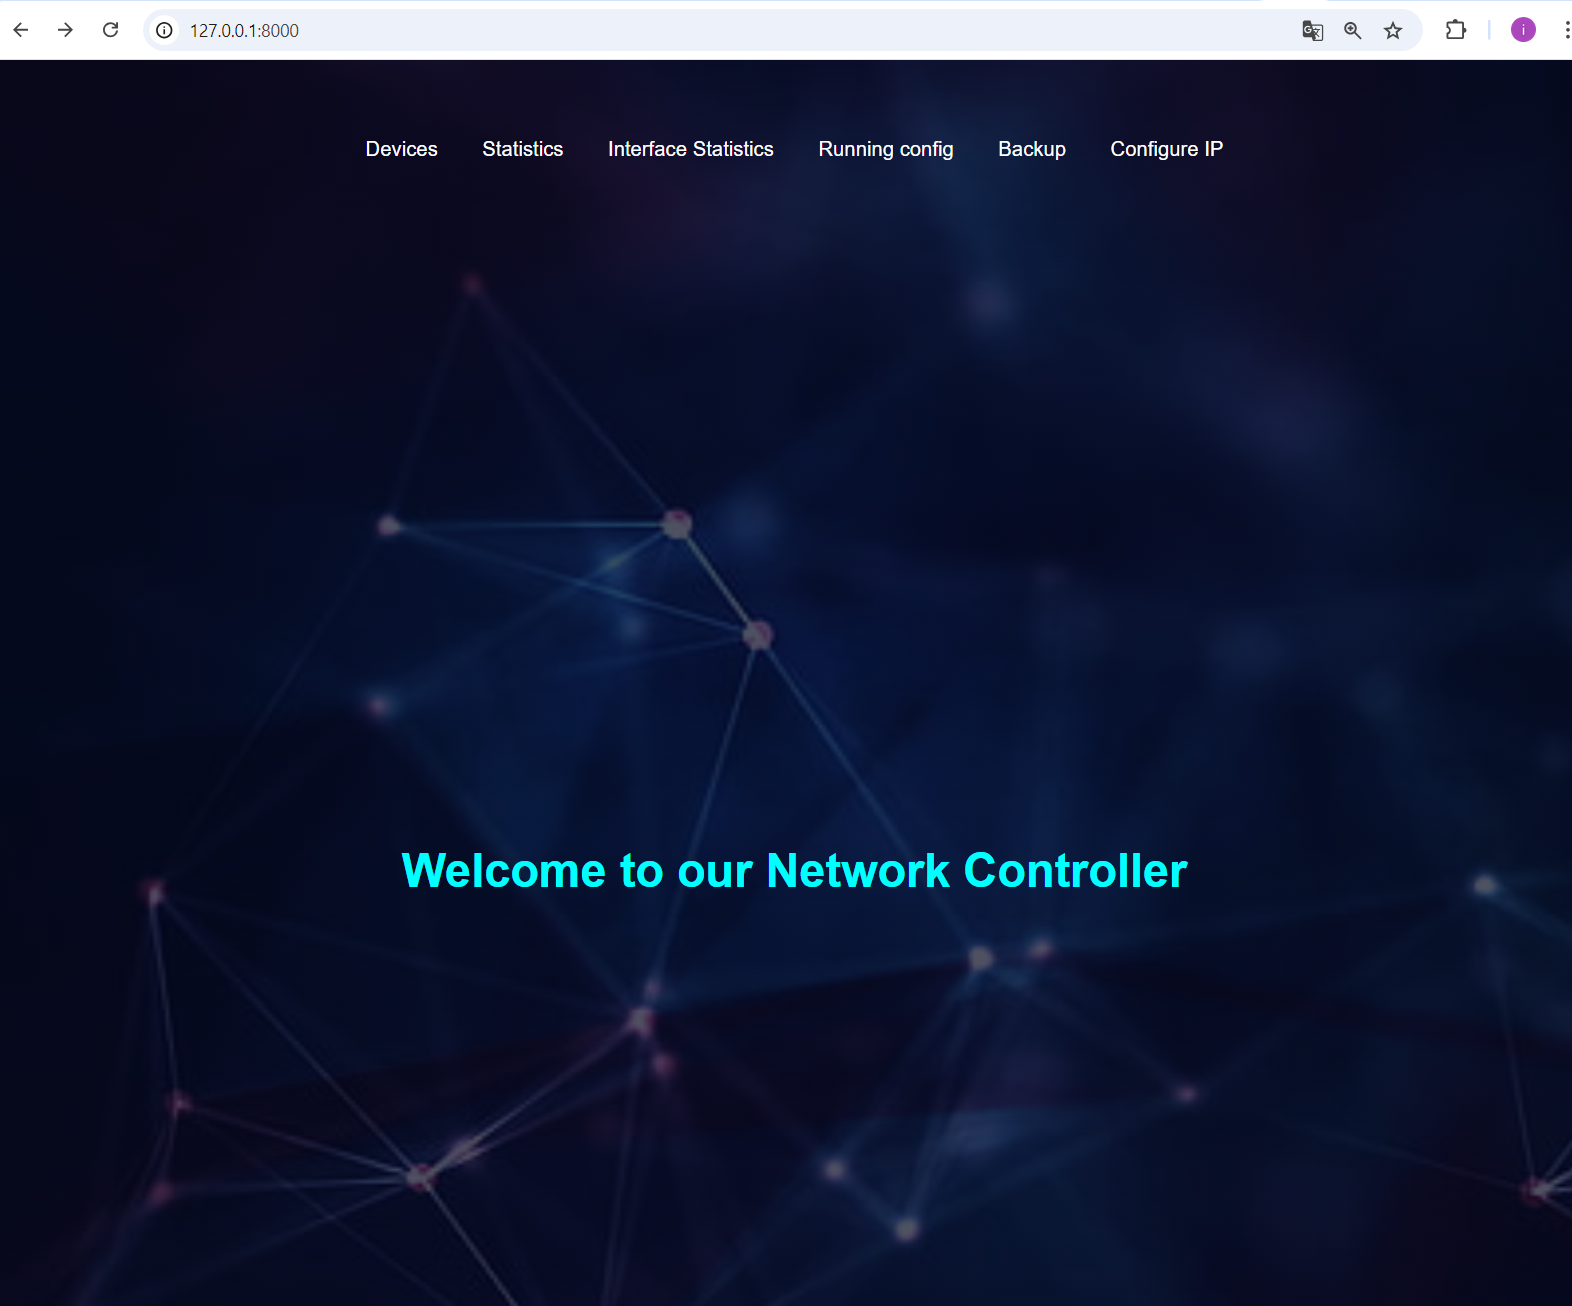 127.0.0.1:8000
i
Devices Statistics Interface Statistics Running config Backup Configure IP
Welcome to our Network Controller